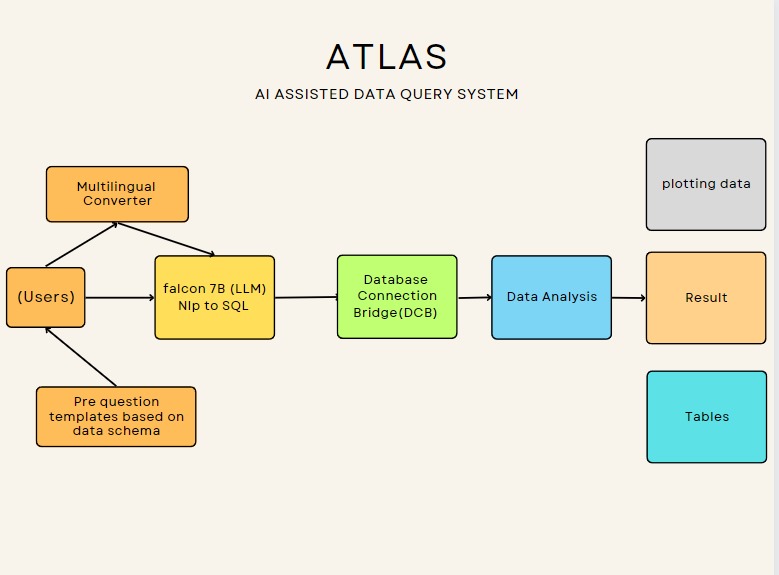 ATLAS
AI ASSISTED DATA QUERY SYSTEM
Multilingual
Converter
(Users)
Pre question
templates based on
data schema
falcon 7B (LLM)
Nlp to SQL
Database
Connection
Bridge(DCB)
Data Analysis
plotting data
Result
Tables